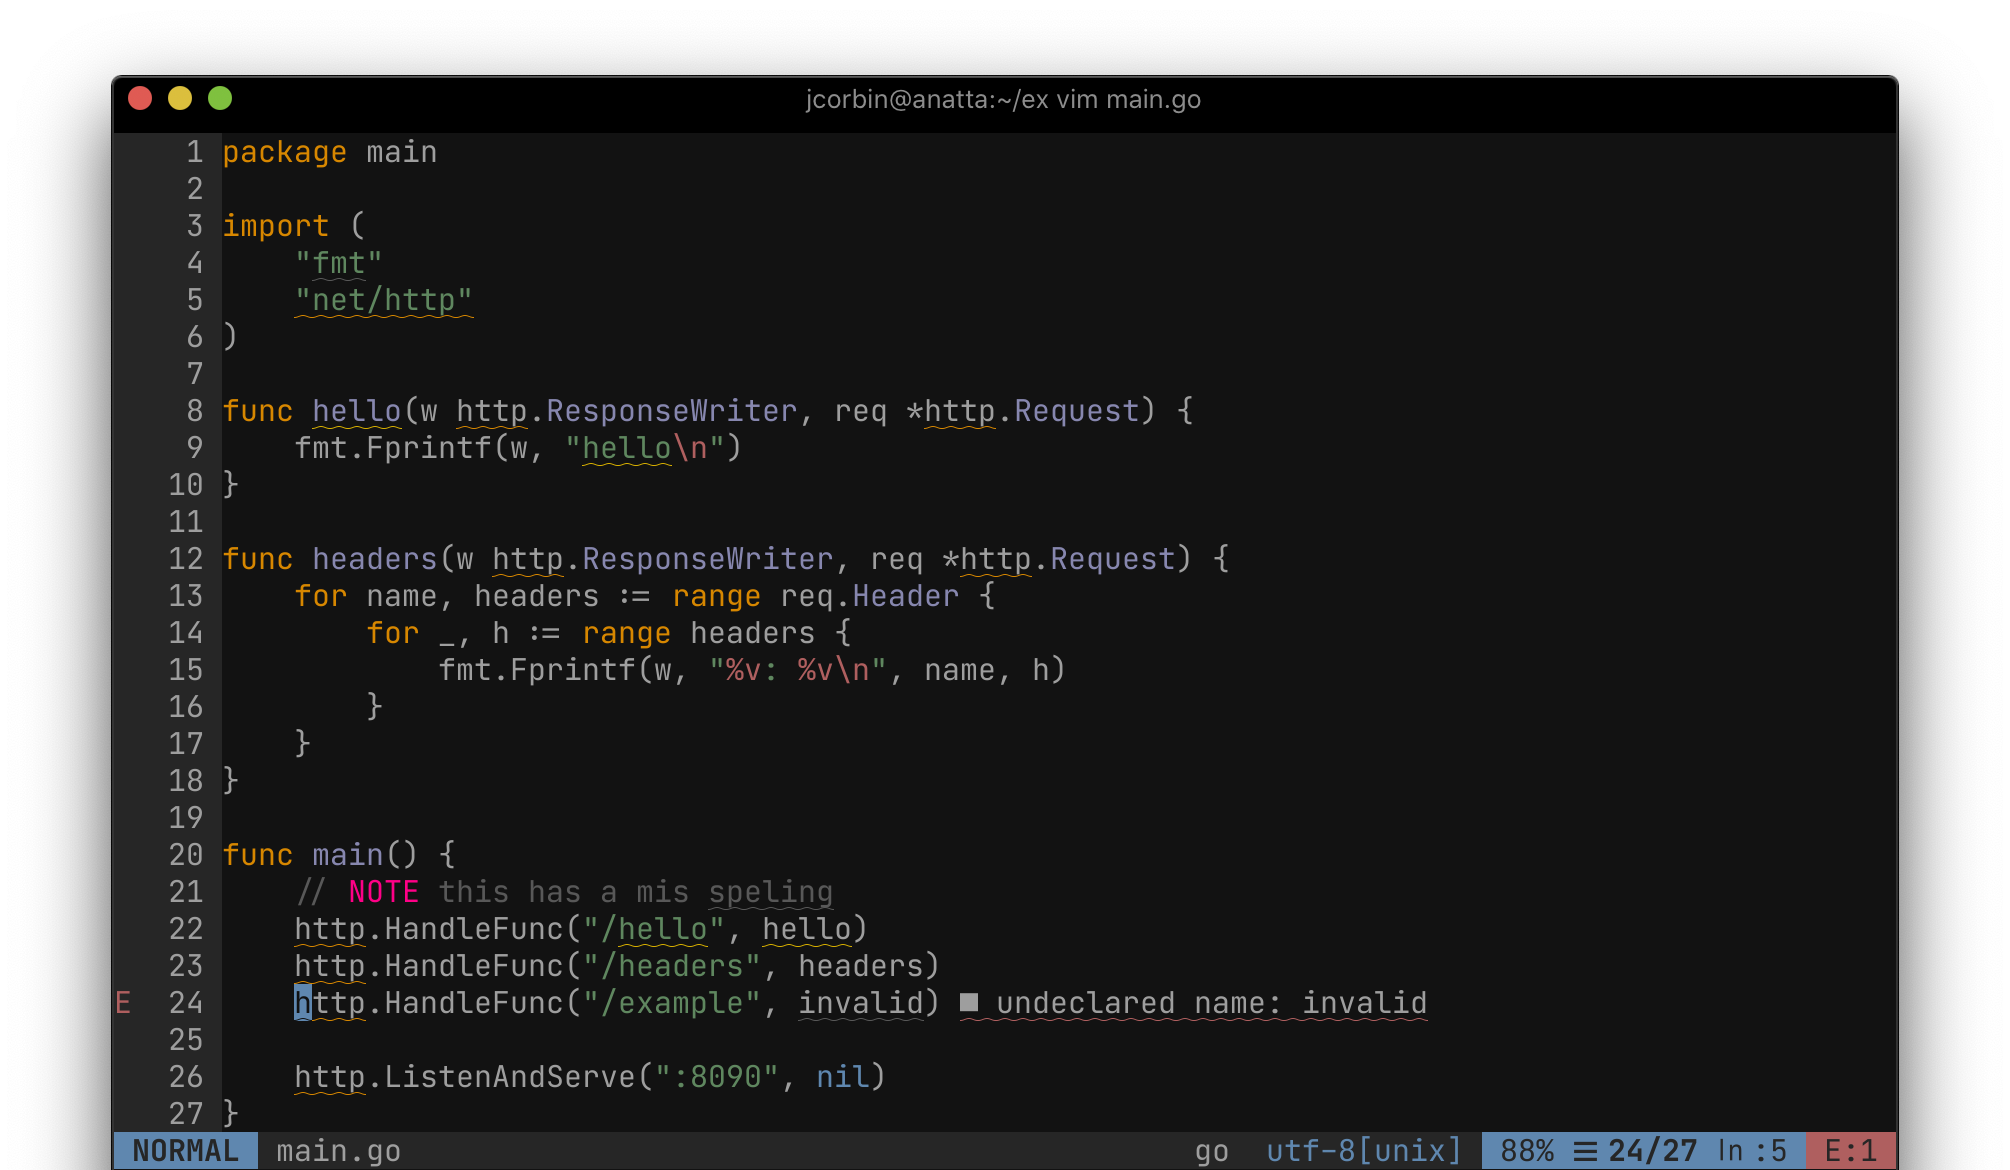 jcorbin@anatta:~/ex vim main.go
1 package main
2
3 import (
4     "fmt"
5     "net/http"
6 )
7
8 func hello(w http.ResponseWriter, req *http.Request) {
9     fmt.Fprintf(w, "hello\n")
10 }
11
12 func headers(w http.ResponseWriter, req *http.Request) {
13     for name, headers := range req.Header {
14         for _, h := range headers {
15             fmt.Fprintf(w, "%v: %v\n", name, h)
16         }
17     }
18 }
19
20 func main() {
21     // NOTE this has a mis speling
22     http.HandleFunc("/hello", hello)
23     http.HandleFunc("/headers", headers)
E 24     http.HandleFunc("/example", invalid) ■ undeclared name: invalid
25
26     http.ListenAndServe(":8090", nil)
27 }
NORMAL main.go go utf-8[unix] 88% ☰ 24/27 ln :5 E:1